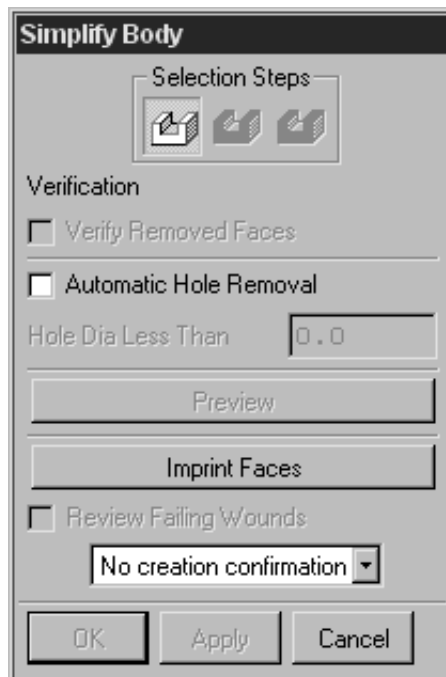 Simplify Body
Selection Steps
Verification
Verify Removed Faces
Automatic Hole Removal
Hole Dia Less Than 0.0
Preview
Imprint Faces
Review Failing Wounds
No creation confirmation
OK Apply Cancel